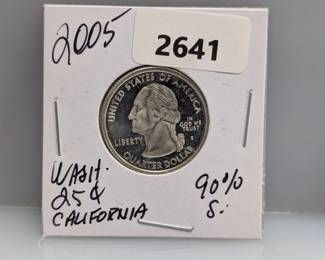 2005
2641
UNITED STATES OF AMERICA
LIBERTY
IN
GOD WE
TRUST
S
QUARTER DOLLAR
WASH.
25¢
CALIFORNIA
90%
S.